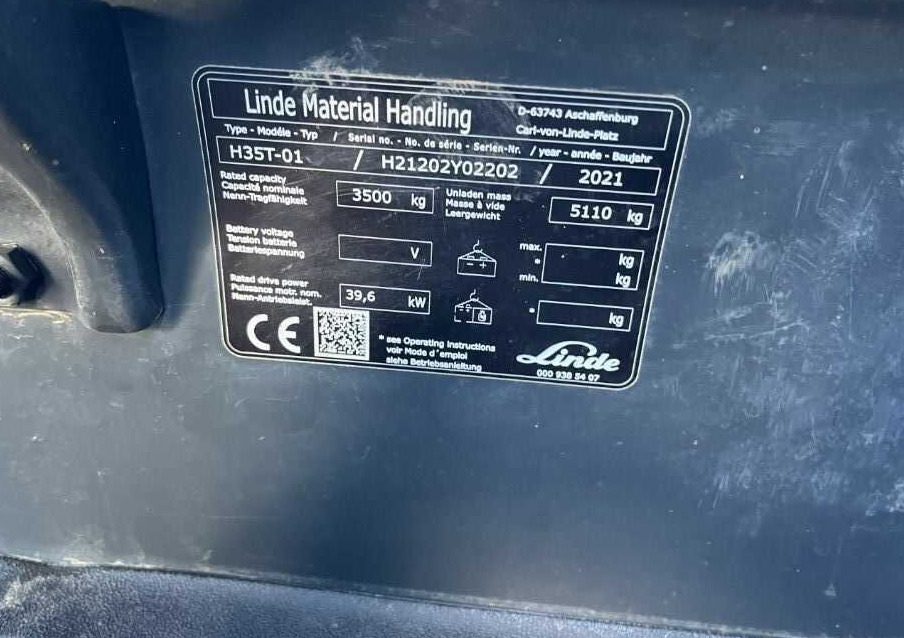 Linde Material Handling
D-63743 Aschaffenburg
Carl-von-Linde-Platz
Type - Modèle - Typ / Serial no. - No. de série - Serien-Nr. / year - année - Baujahr
H35T-01 / H21202Y02202 / 2021
Rated capacity
Capacité nominale
Nenn-Tragfähigkeit
3500 kg
Unladen mass
Masse à vide
Leergewicht
5110 kg
Battery voltage
Tension batterie
Batteriespannung
V
max.
*
min.
kg
kg
Rated drive power
Puissance motr. nom.
Nenn-Antriebsleist.
39,6 kW
* kg
CE
* see Operating Instructions
voir Mode d'emploi
siehe Betriebsanleitung
Linde
000 938 54 07